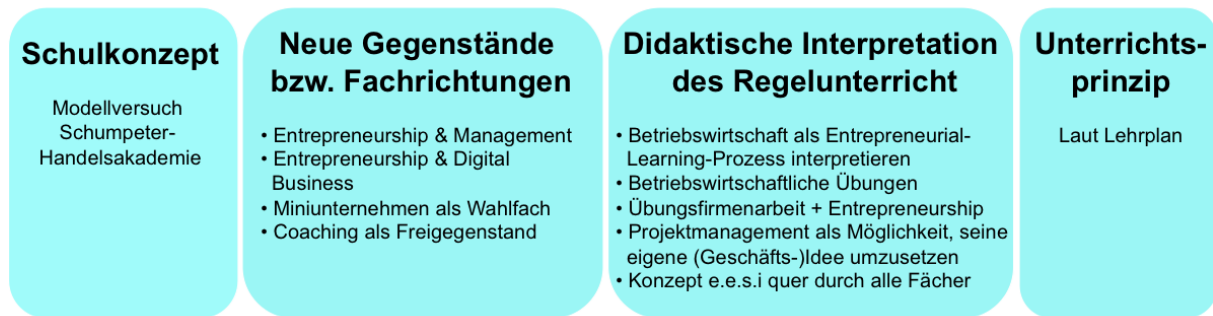 Schulkonzept
Modellversuch
Schumpeter-
Handelsakademie
Neue Gegenstände
bzw. Fachrichtungen
• Entrepreneurship & Management
• Entrepreneurship & Digital
Business
• Miniunternehmen als Wahlfach
• Coaching als Freigegenstand
Didaktische Interpretation
des Regelunterricht
• Betriebswirtschaft als Entrepreneurial-
Learning-Prozess interpretieren
• Betriebswirtschaftliche Übungen
• Übungsfirmenarbeit + Entrepreneurship
• Projektmanagement als Möglichkeit, seine
eigene (Geschäfts-)Idee umzusetzen
• Konzept e.e.s.i quer durch alle Fächer
Unterrichts-
prinzip
Laut Lehrplan